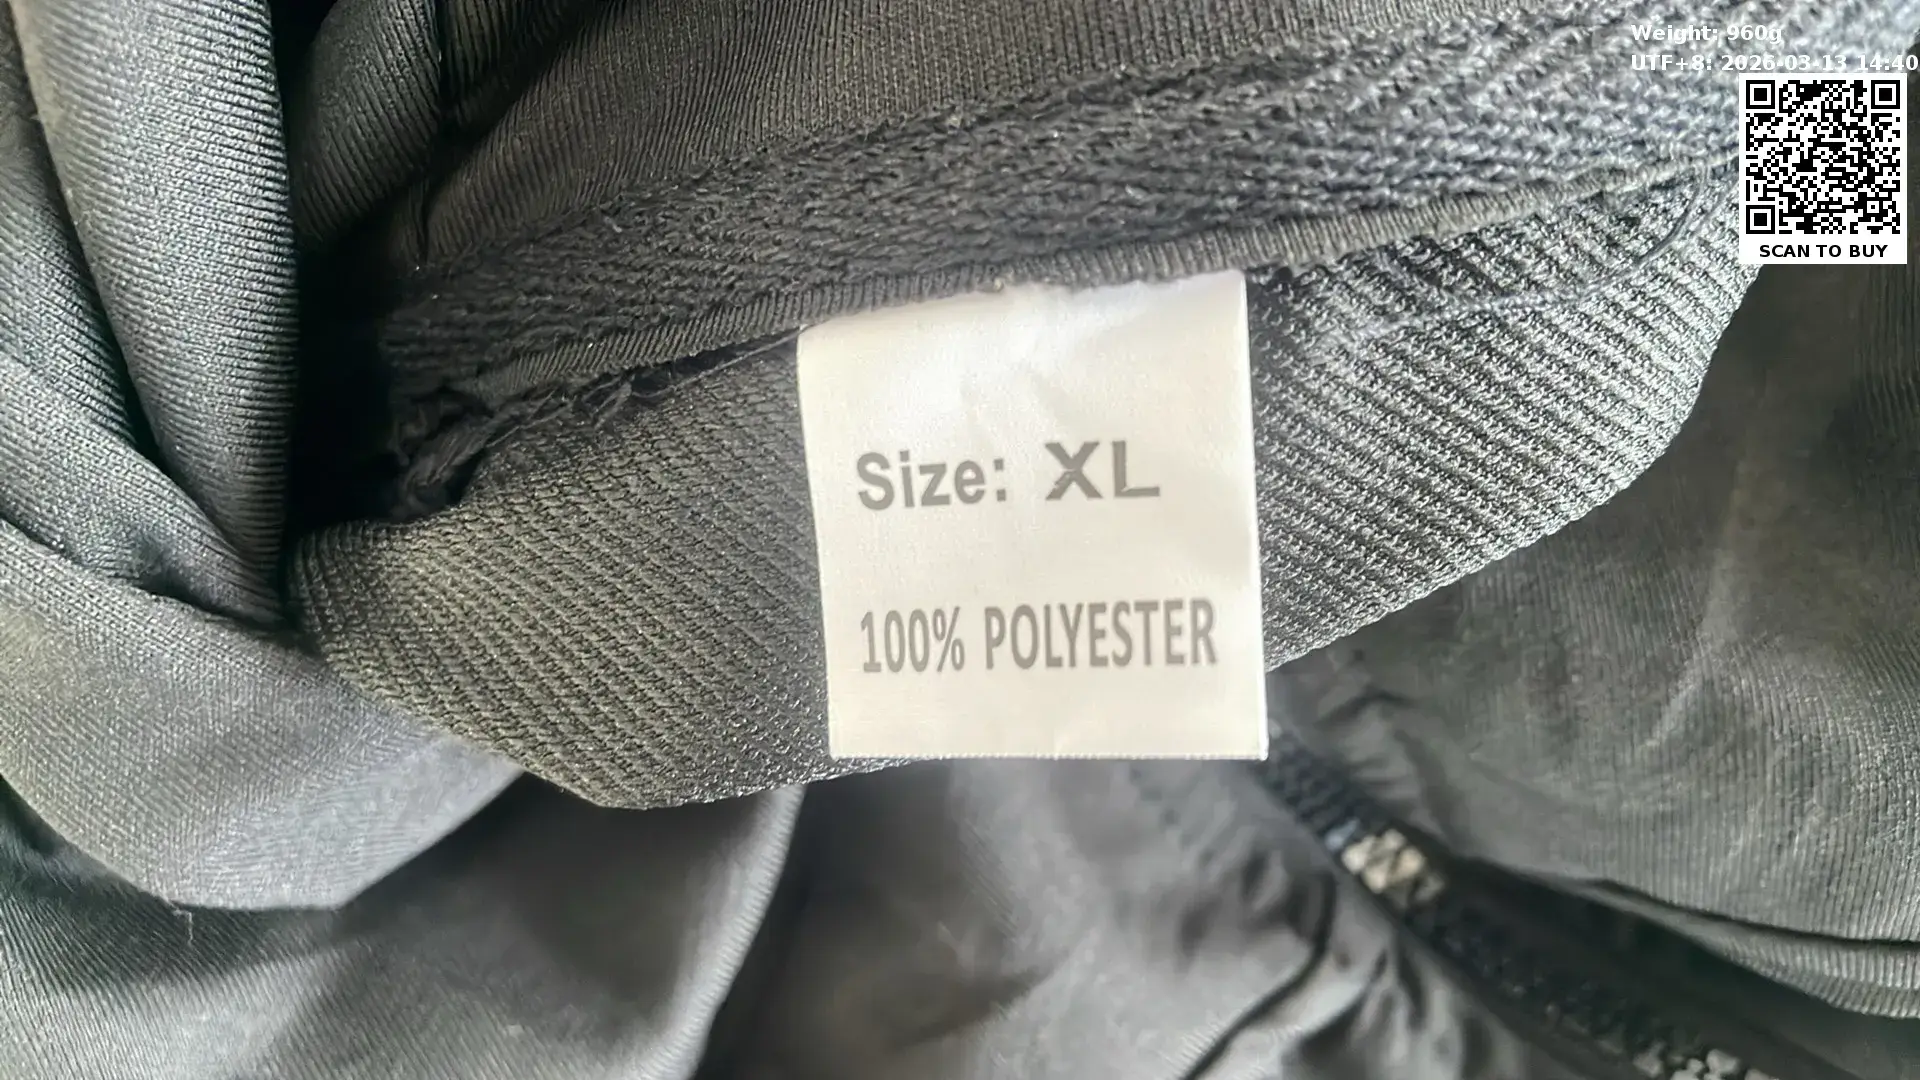 Weight: 960g
UTF+8: 2026-03-13 14:40
SCAN TO BUY
Size: XL
100% POLYESTER